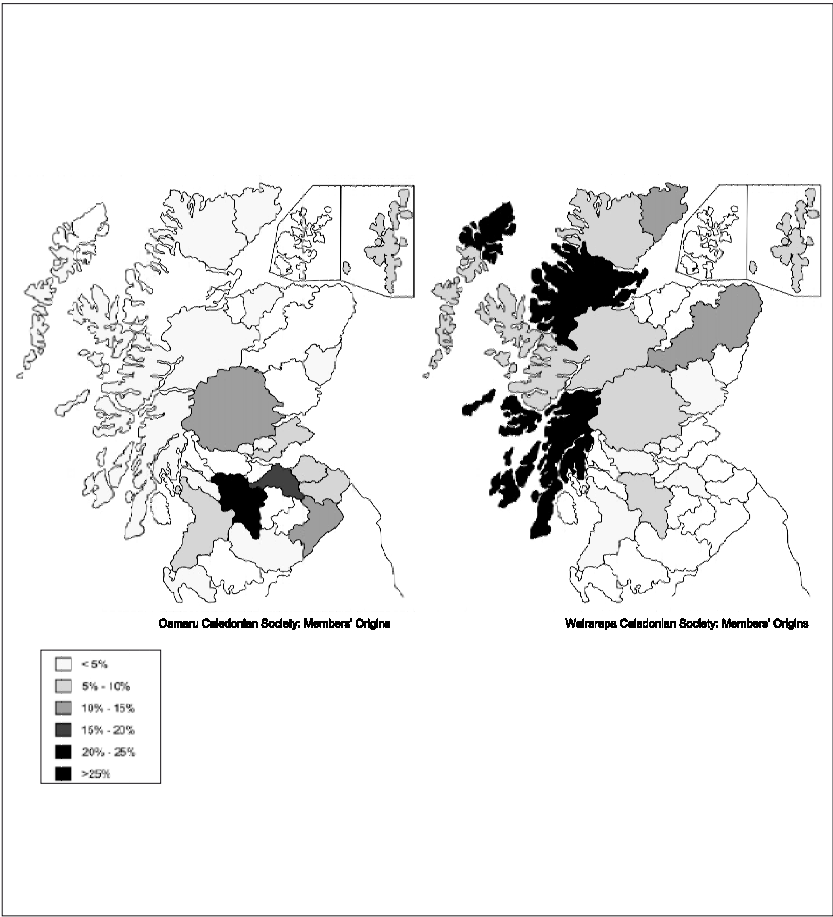 Oamaru Caledonian Society: Members' Origins
Wairarapa Caledonian Society: Members' Origins
< 5%
5% - 10%
10% - 15%
15% - 20%
20% - 25%
>25%